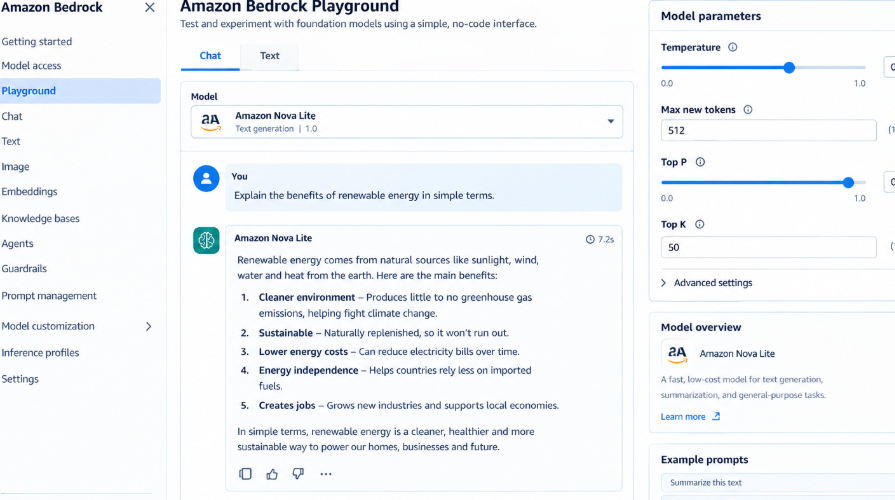 Amazon Bedrock
Getting started
Model access
Playground
Chat
Text
Image
Embeddings
Knowledge bases
Agents
Guardrails
Prompt management
Model customization
Inference profiles
Settings
Amazon Bedrock Playground
Test and experiment with foundation models using a simple, no-code interface.
Chat
Text
Model
aA
Amazon Nova Lite
Text generation | 1.0
You
Explain the benefits of renewable energy in simple terms.
Amazon Nova Lite
7.2s
Renewable energy comes from natural sources like sunlight, wind,
water and heat from the earth. Here are the main benefits:
1. Cleaner environment – Produces little to no greenhouse gas
emissions, helping fight climate change.
2. Sustainable – Naturally replenished, so it won't run out.
3. Lower energy costs – Can reduce electricity bills over time.
4. Energy independence – Helps countries rely less on imported
fuels.
5. Creates jobs – Grows new industries and supports local economies.
In simple terms, renewable energy is a cleaner, healthier and more
sustainable way to power our homes, businesses and future.
Model parameters
Temperature
0.0 1.0
Max new tokens
512
Top P
0.0 1.0
Top K
50
Advanced settings
Model overview
aA
Amazon Nova Lite
A fast, low-cost model for text generation,
summarization, and general-purpose tasks.
Learn more
Example prompts
Summarize this text